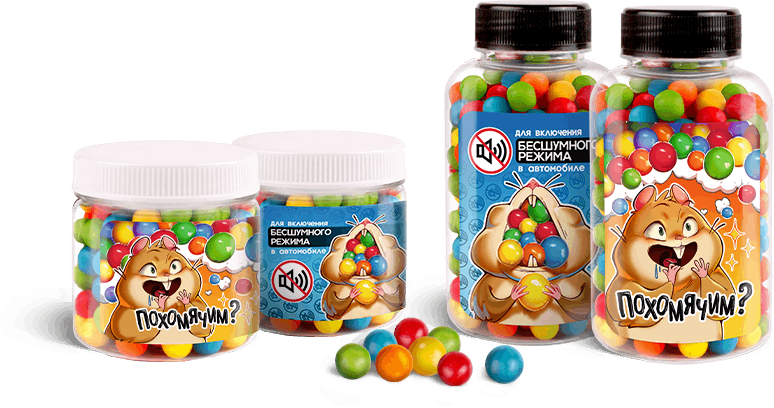 ПОХОМЯЧИМ?
ДЛЯ ВКЛЮЧЕНИЯ
БЕСШУМНОГО
РЕЖИМА
В АВТОМОБИЛЕ
ДЛЯ ВКЛЮЧЕНИЯ
БЕСШУМНОГО
РЕЖИМА
В АВТОМОБИЛЕ
ПОХОМЯЧИМ?